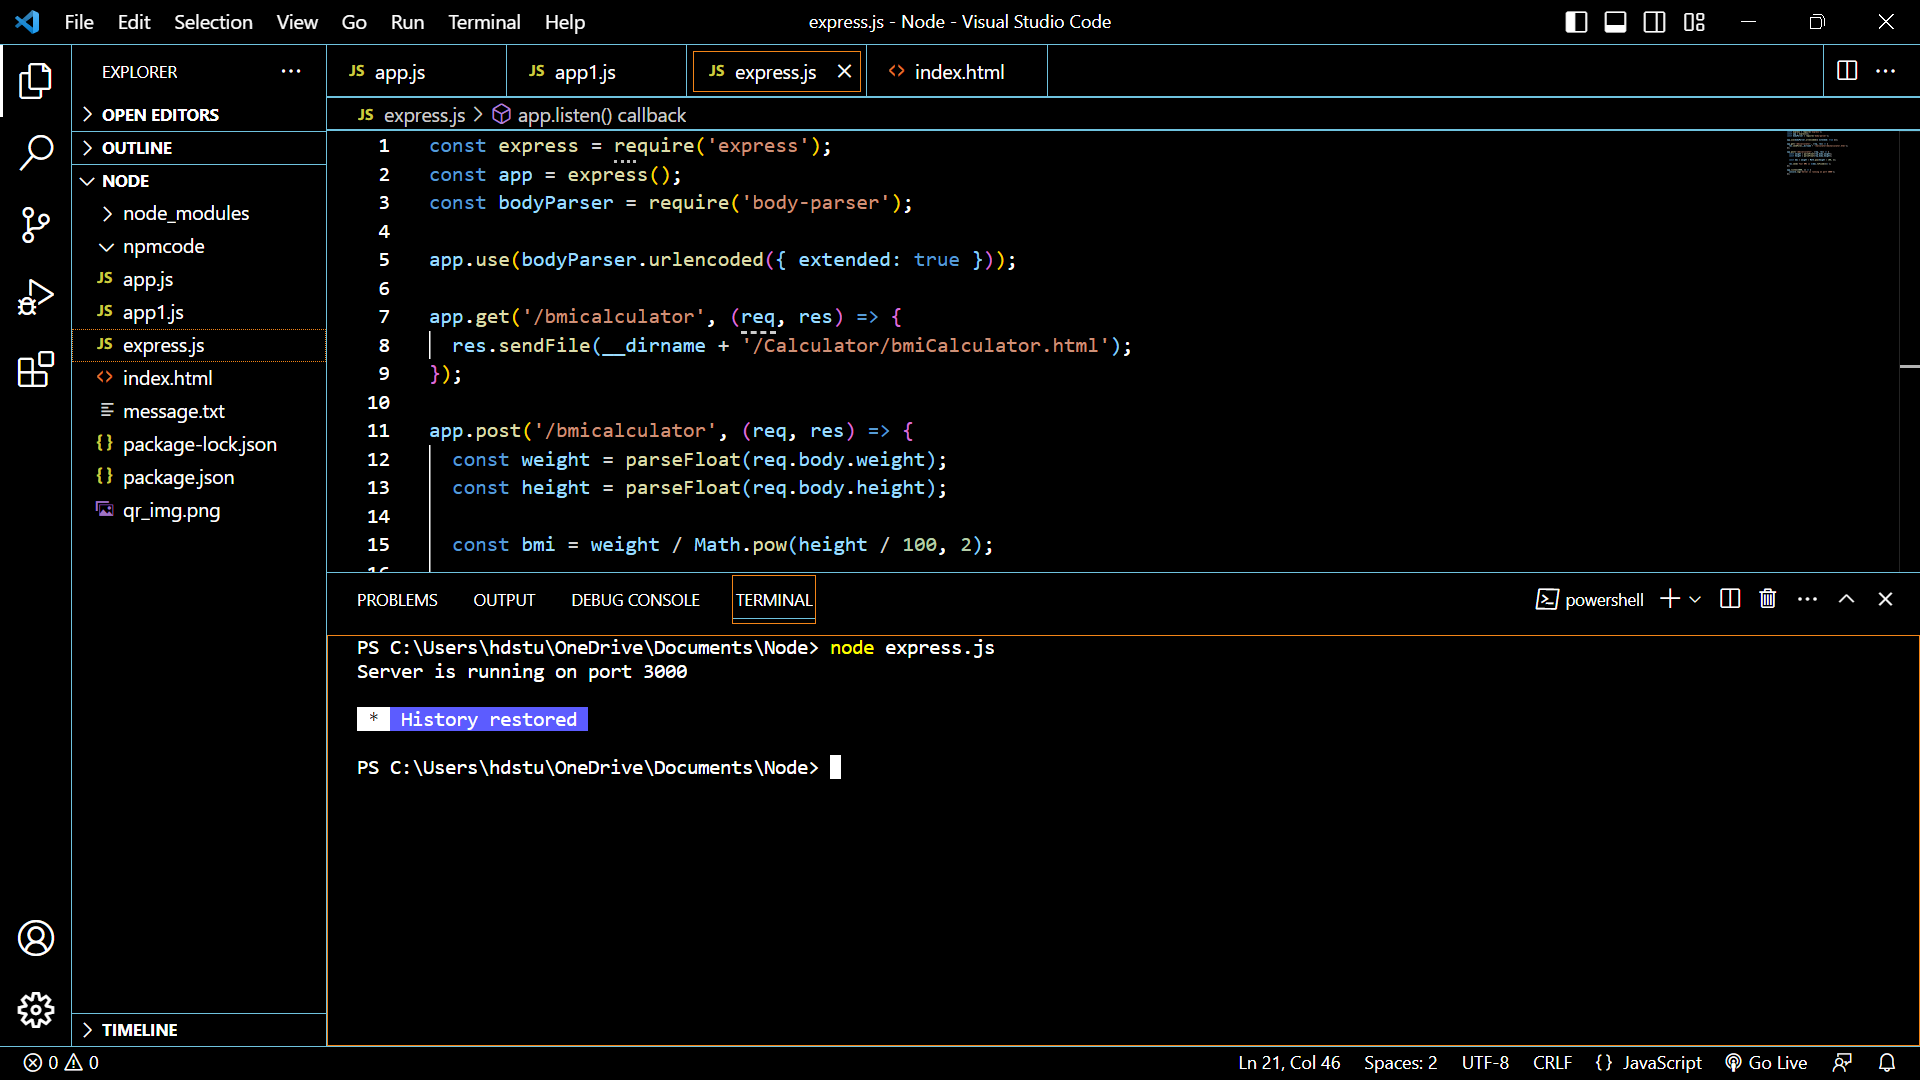 File Edit Selection View Go Run Terminal Help
express.js - Node - Visual Studio Code
EXPLORER
OPEN EDITORS
OUTLINE
NODE
node_modules
npmcode
JS app.js
JS app1.js
JS express.js
index.html
message.txt
{} package-lock.json
{} package.json
qr_img.png
TIMELINE
JS app.js JS app1.js JS express.js <> index.html
JS express.js > app.listen() callback
1 const express = require('express');
2 const app = express();
3 const bodyParser = require('body-parser');
4
5 app.use(bodyParser.urlencoded({ extended: true }));
6
7 app.get('/bmicalculator', (req, res) => {
8 res.sendFile(__dirname + '/Calculator/bmiCalculator.html');
9 });
10
11 app.post('/bmicalculator', (req, res) => {
12 const weight = parseFloat(req.body.weight);
13 const height = parseFloat(req.body.height);
14
15 const bmi = weight / Math.pow(height / 100, 2);
PROBLEMS OUTPUT DEBUG CONSOLE TERMINAL
powershell
PS C:\Users\hdstu\OneDrive\Documents\Node> node express.js
Server is running on port 3000
* History restored
PS C:\Users\hdstu\OneDrive\Documents\Node>
0 0
Ln 21, Col 46 Spaces: 2 UTF-8 CRLF {} JavaScript Go Live